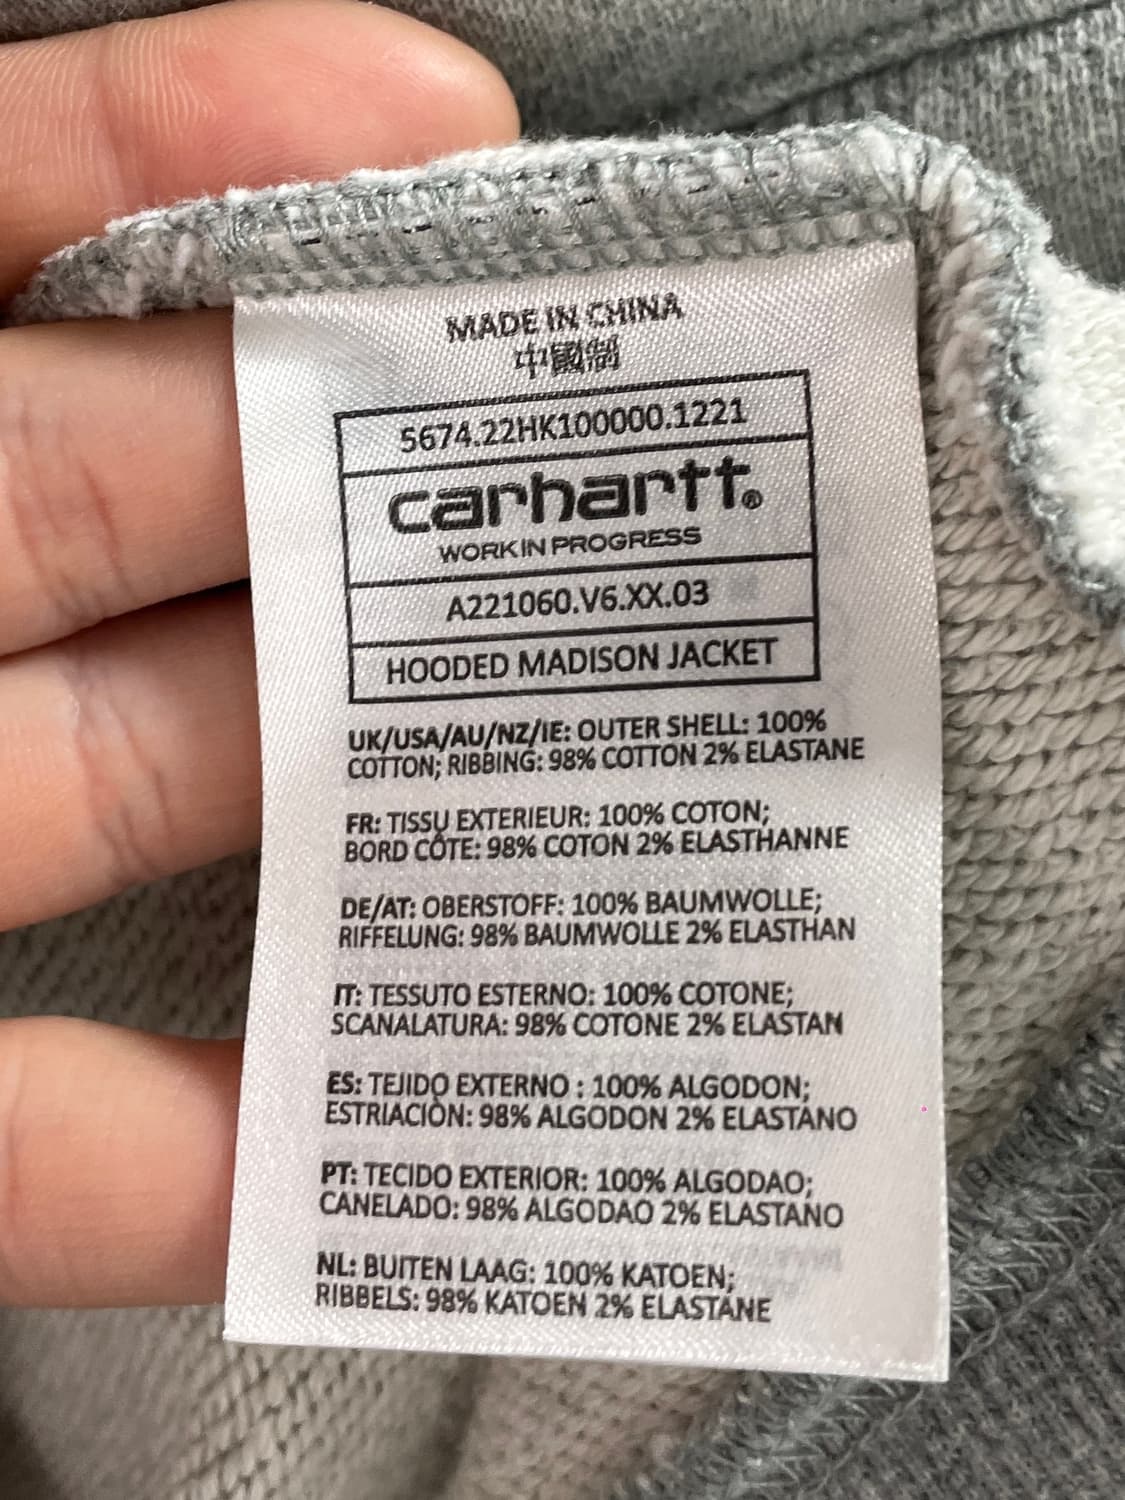 MADE IN CHINA
中國制
5674.22HK100000.1221
carhartt®
WORK IN PROGRESS
A221060.V6.XX.03
HOODED MADISON JACKET
UK/USA/AU/NZ/IE: OUTER SHELL: 100%
COTTON; RIBBING: 98% COTTON 2% ELASTANE
FR: TISSU EXTERIEUR: 100% COTON;
BORD CÔTE: 98% COTON 2% ELASTHANNE
DE/AT: OBERSTOFF: 100% BAUMWOLLE;
RIFFELUNG: 98% BAUMWOLLE 2% ELASTHAN
IT: TESSUTO ESTERNO: 100% COTONE;
SCANALATURA: 98% COTONE 2% ELASTAN
ES: TEJIDO EXTERNO : 100% ALGODON;
ESTRIACIÒN: 98% ALGODON 2% ELASTANO
PT: TECIDO EXTERIOR: 100% ALGODAO;
CANELADO: 98% ALGODAO 2% ELASTANO
NL: BUITEN LAAG: 100% KATOEN;
RIBBELS: 98% KATOEN 2% ELASTANE